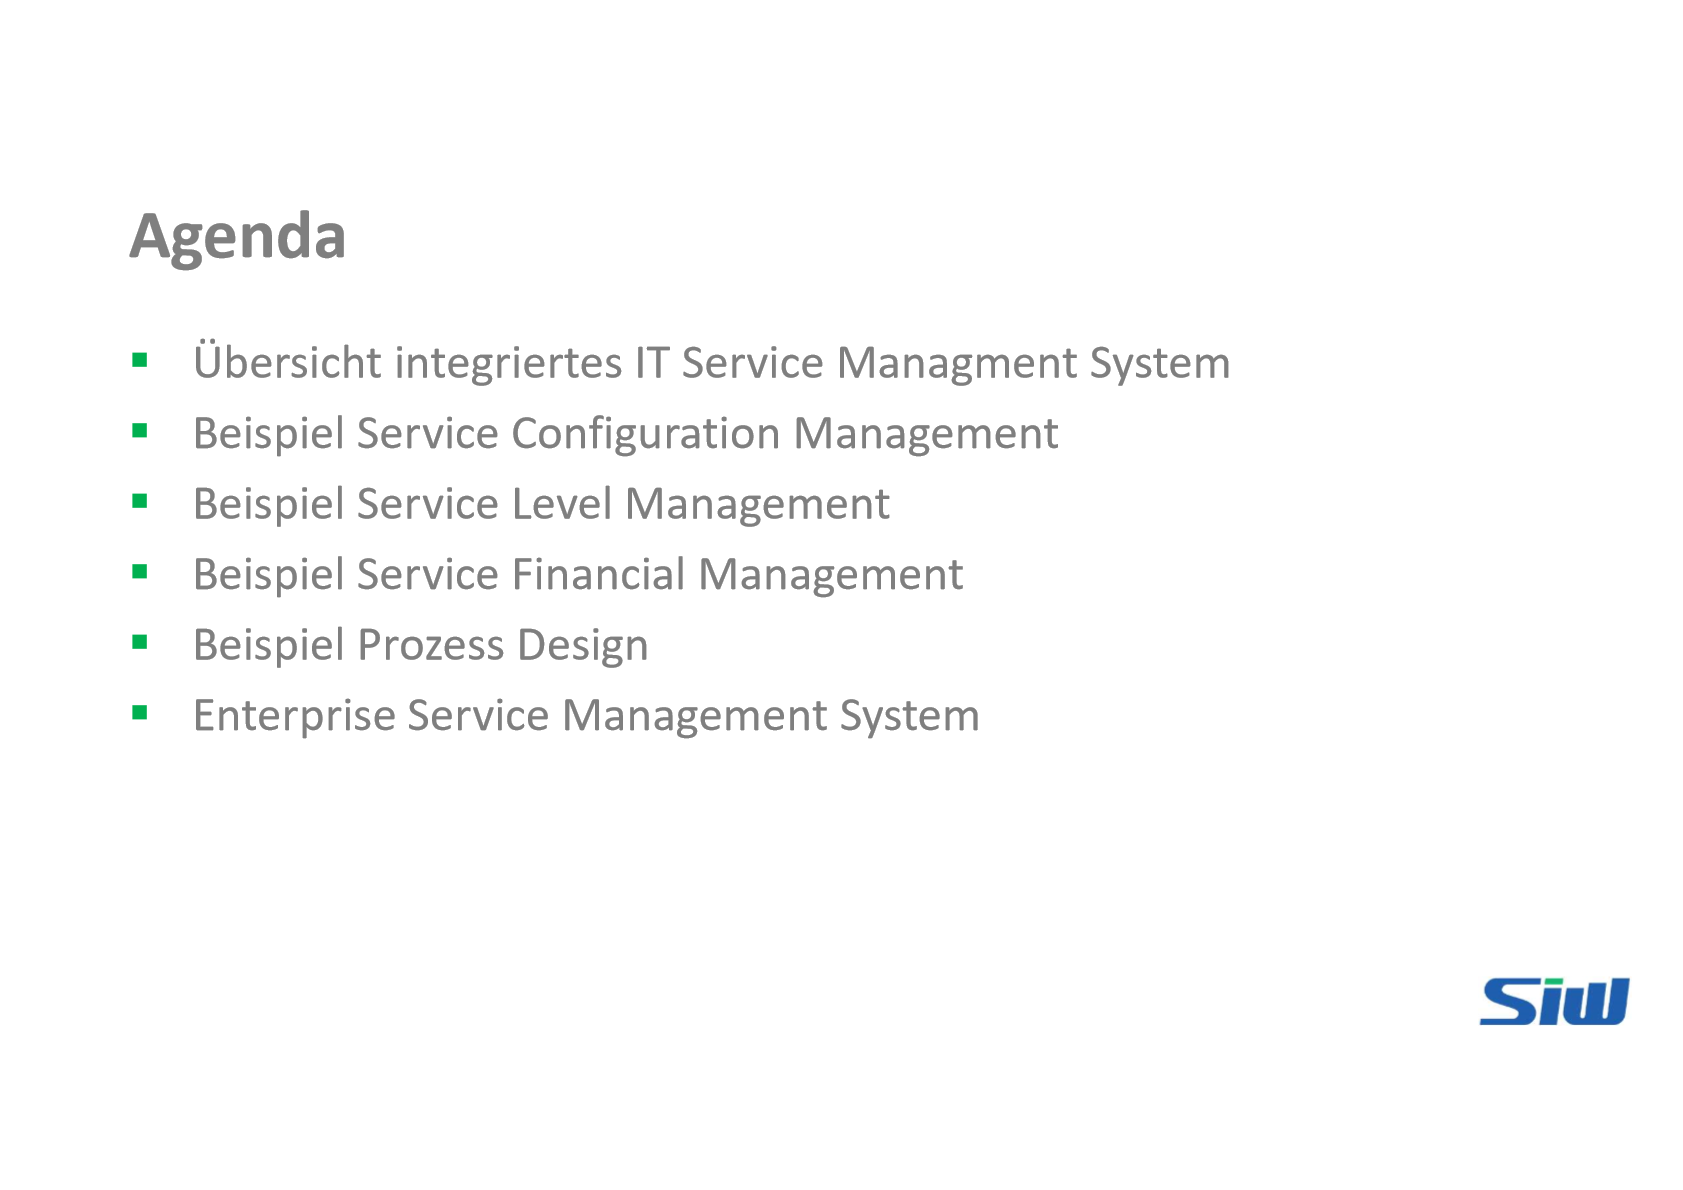 Agenda
Übersicht integriertes IT Service Managment System
Beispiel Service Configuration Management
Beispiel Service Level Management
Beispiel Service Financial Management
Beispiel Prozess Design
Enterprise Service Management System
Siw